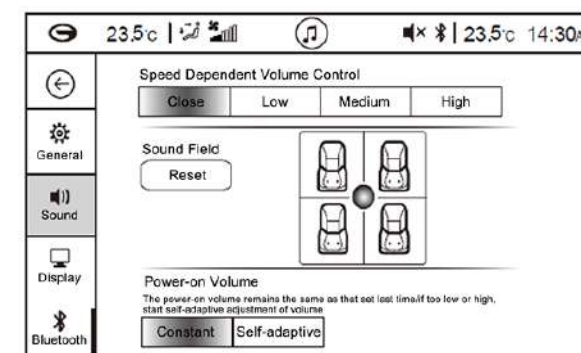 23.5°c | | 23.5°c 14:30
Speed Dependent Volume Control
Close Low Medium High
General
Sound Field
Reset
Sound
Display
Power-on Volume
The power-on volume remains the same as that set last time/if too low or high,
start self-adaptive adjustment of volume
Constant Self-adaptive
Bluetooth